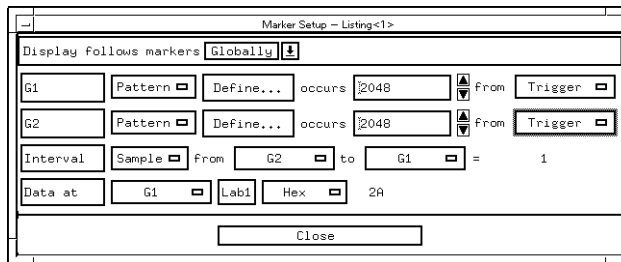 Marker Setup — Listing<1>
Display follows markers Globally
G1 Pattern Define... occurs 2048 from Trigger
G2 Pattern Define... occurs 2048 from Trigger
Interval Sample from G2 to G1 = 1
Data at G1 Lab1 Hex 2A
Close